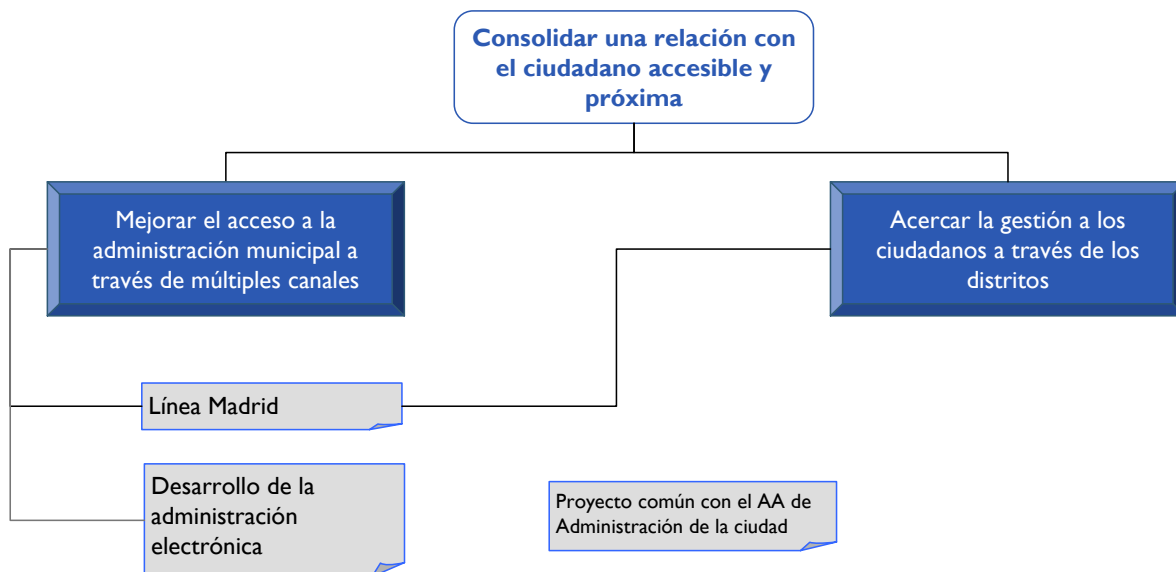 Consolidar una relación con
el ciudadano accesible y
próxima
Mejorar el acceso a la
administración municipal a
través de múltiples canales
Acercar la gestión a los
ciudadanos a través de los
distritos
Línea Madrid
Desarrollo de la
administración
electrónica
Proyecto común con el AA de
Administración de la ciudad